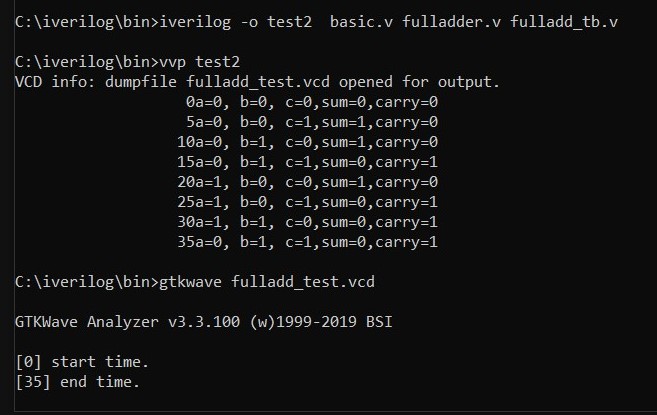 C:\iverilog\bin>iverilog -o test2  basic.v fulladder.v fulladd_tb.v
C:\iverilog\bin>vvp test2
VCD info: dumpfile fulladd_test.vcd opened for output.
0a=0, b=0, c=0,sum=0,carry=0
5a=0, b=0, c=1,sum=1,carry=0
10a=0, b=1, c=0,sum=1,carry=0
15a=0, b=1, c=1,sum=0,carry=1
20a=1, b=0, c=0,sum=1,carry=0
25a=1, b=0, c=1,sum=0,carry=1
30a=1, b=1, c=0,sum=0,carry=1
35a=0, b=1, c=1,sum=0,carry=1
C:\iverilog\bin>gtkwave fulladd_test.vcd
GTKWave Analyzer v3.3.100 (w)1999-2019 BSI
[0] start time.
[35] end time.